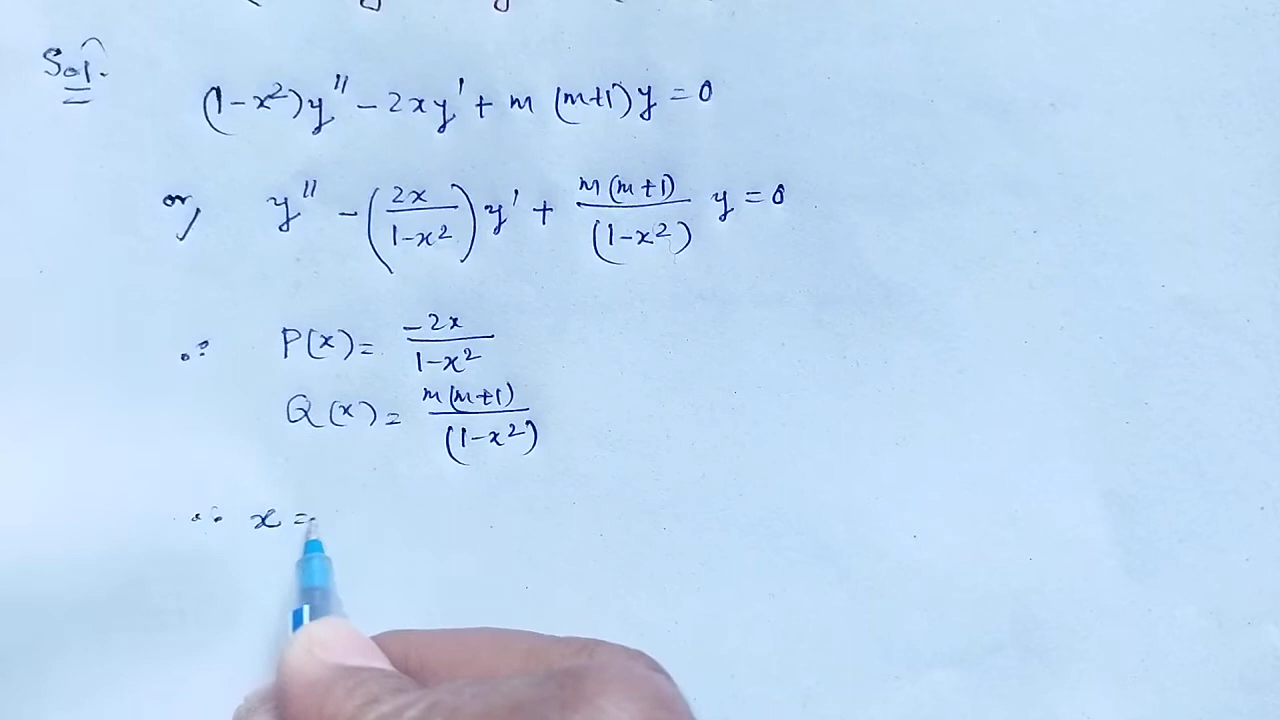 Solⁿ.
(1-x²)y'' - 2xy' + m (m+1)y = 0
or, y'' - (2x/1-x²) y' + m(m+1)/(1-x²) y = 0
∴ P(x) = -2x/1-x²
Q(x) = m(m+1)/(1-x²)
∴ x =